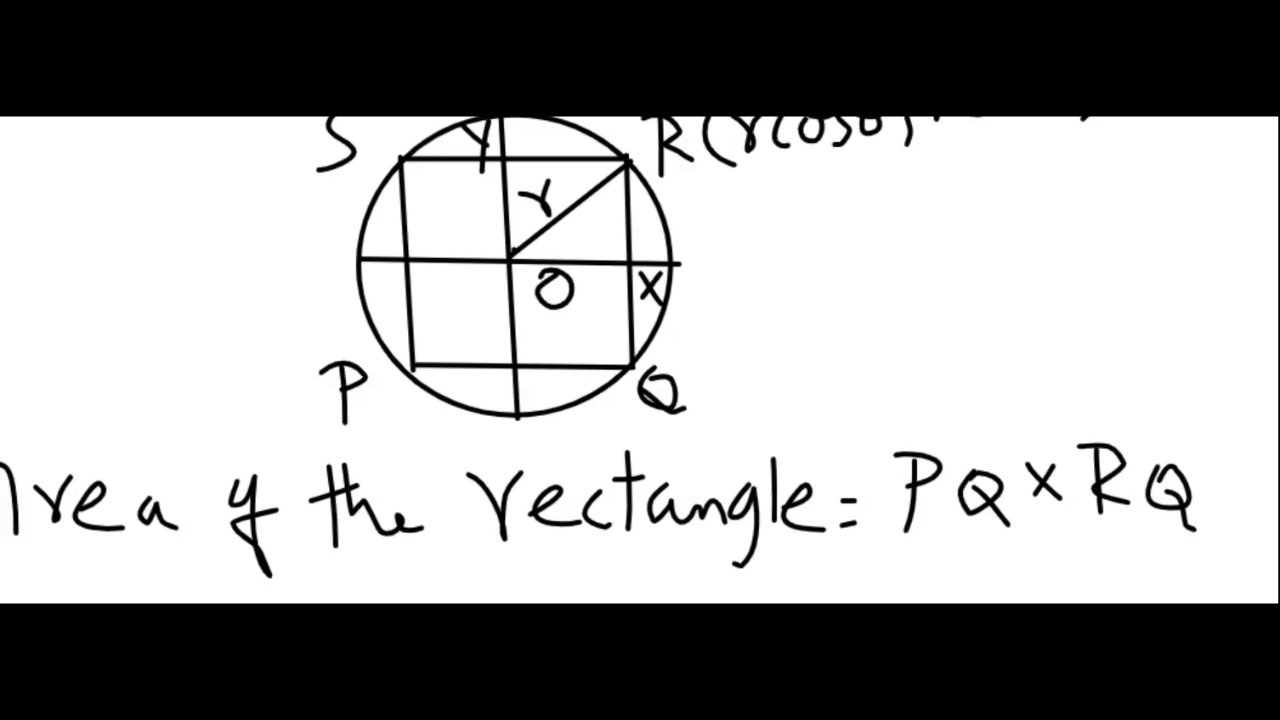 S Y R(rcosθ,
r
O X
P Q
Area of the rectangle = PQ × RQ